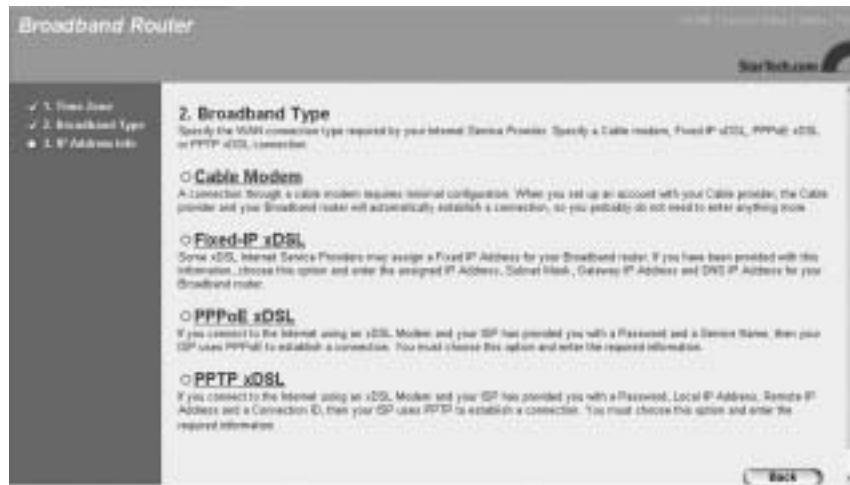 Broadband Router
StarTech.com
✓ 1. Time Zone
✓ 2. Broadband Type
3. IP Address Info
2. Broadband Type
Specify the WAN connection type required by your Internet Service Provider. Specify a Cable modem, Fixed-IP xDSL, PPPoE xDSL,
or PPTP xDSL connection.
Cable Modem
A connection through a cable modem requires minimal configuration. When you set up an account with your Cable provider, the Cable
provider and your Broadband router will automatically establish a connection, so you probably do not need to enter anything more.
Fixed-IP xDSL
Some xDSL Internet Service Providers may assign a Fixed IP Address for your Broadband router. If you have been provided with this
information, choose this option and enter the assigned IP Address, Subnet Mask, Gateway IP Address and DNS IP Address for your
Broadband router.
PPPoE xDSL
If you connect to the Internet using an xDSL Modem and your ISP has provided you with a Password and a Service Name, then your
ISP uses PPPoE to establish a connection. You must choose this option and enter the required information.
PPTP xDSL
If you connect to the Internet using an xDSL Modem and your ISP has provided you with a Password, Local IP Address, Remote IP
Address and a Connection ID, then your ISP uses PPTP to establish a connection. You must choose this option and enter the
required information.
Back